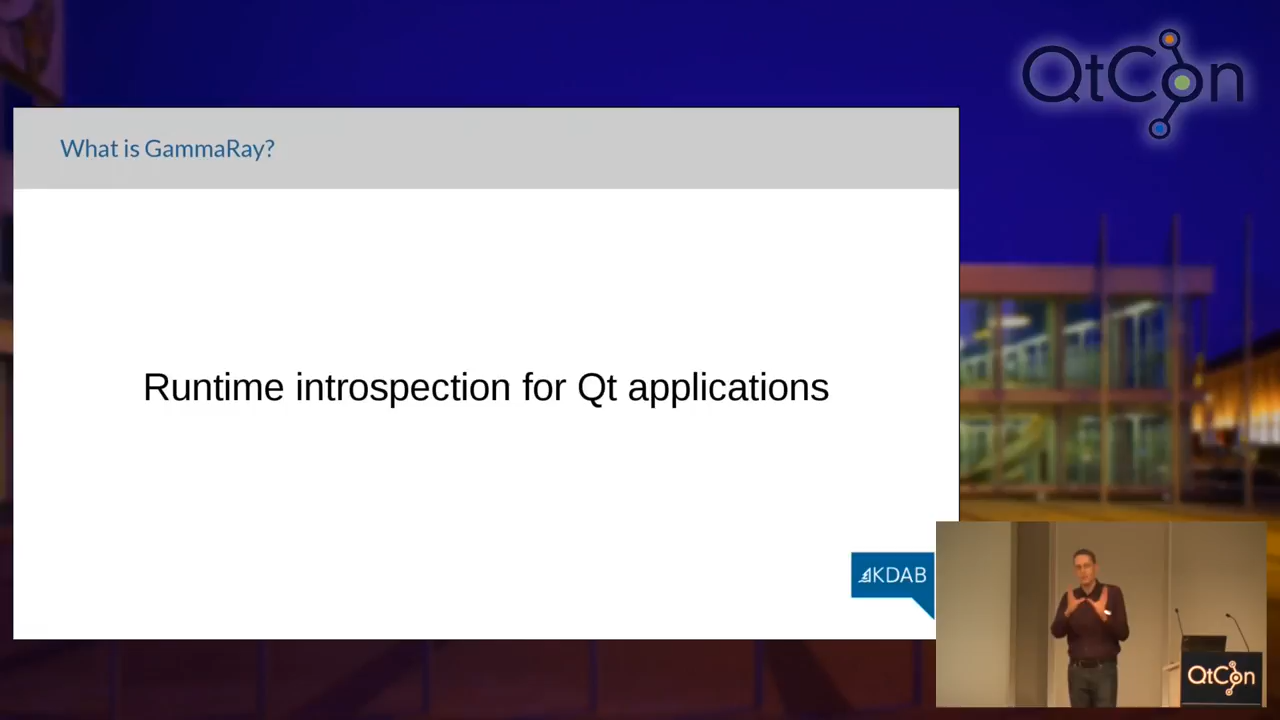 QtCon
What is GammaRay?
Runtime introspection for Qt applications
KDAB
QtCon